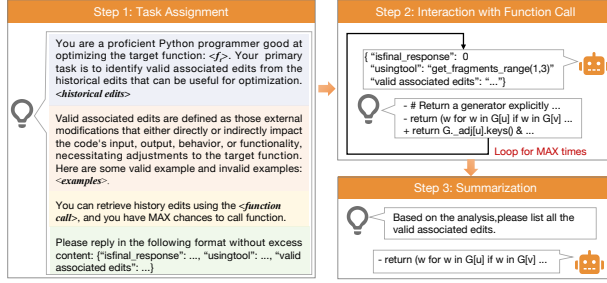 Step 1: Task Assignment
You are a proficient Python programmer good at
optimizing the target function: <fᵢ>. Your primary
task is to identify valid associated edits from the
historical edits that can be useful for optimization.
<historical edits>
Valid associated edits are defined as those external
modifications that either directly or indirectly impact
the code's input, output, behavior, or functionality,
necessitating adjustments to the target function.
Here are some valid example and invalid examples:
<examples>.
You can retrieve history edits using the <function
call>, and you have MAX chances to call function.
Please reply in the following format without excess
content: {“isfinal_response”: ..., “usingtool”: ..., “valid
associated edits”: ...}
Step 2: Interaction with Function Call
{ “isfinal_response”: 0
“usingtool”: “get_fragments_range(1,3)”
“valid associated edits”: “...”}
- # Return a generator explicitly ...
- return (w for w in G[u] if w in G[v] ...
+ return G._adj[u].keys() & ...
Loop for MAX times
Step 3: Summarization
Based on the analysis,please list all the
valid associated edits.
- return (w for w in G[u] if w in G[v] ...